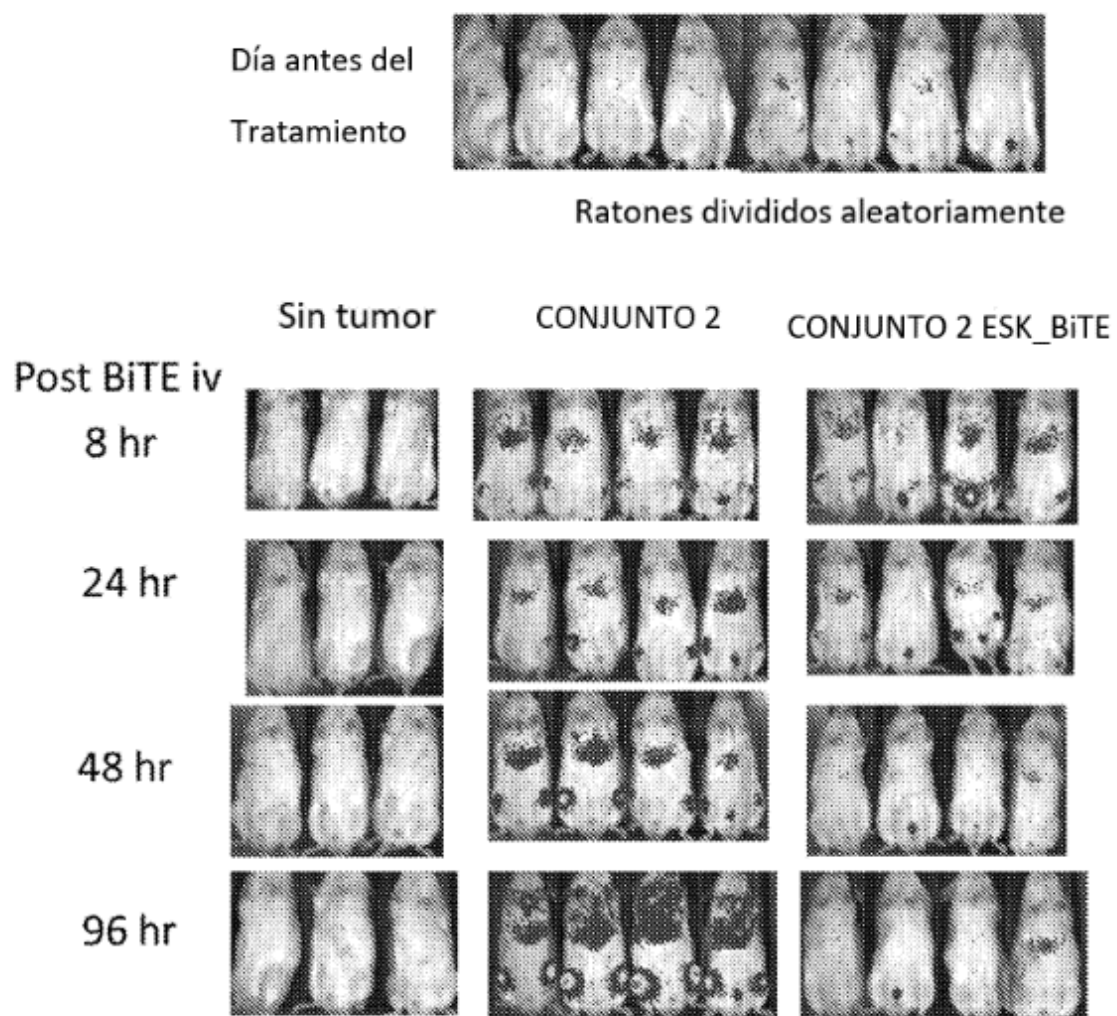 Día antes del
Tratamiento
Ratones divididos aleatoriamente
Sin tumor
CONJUNTO 2
CONJUNTO 2 ESK_BiTE
Post BiTE iv
8 hr
24 hr
48 hr
96 hr